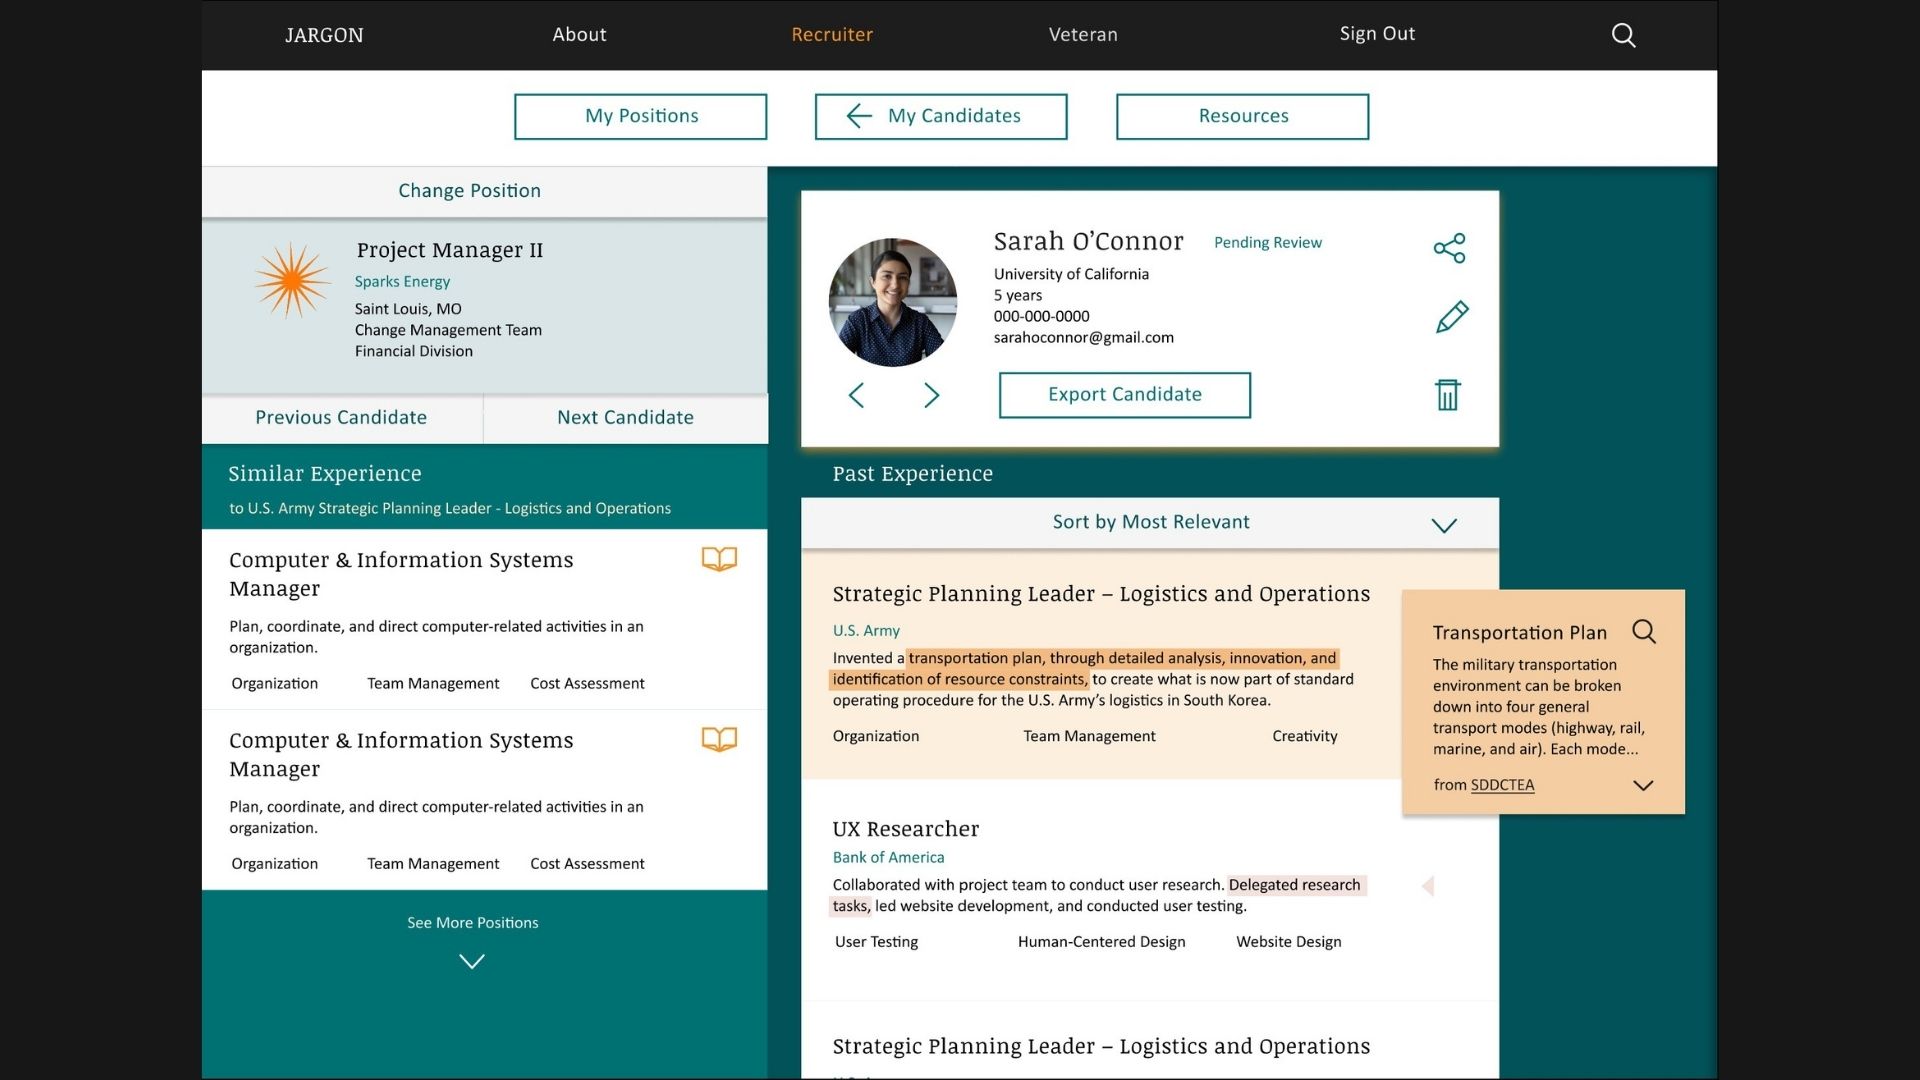 JARGON
About
Recruiter
Veteran
Sign Out
My Positions
My Candidates
Resources
Change Position
Project Manager II
Sparks Energy
Saint Louis, MO
Change Management Team
Financial Division
Previous Candidate
Next Candidate
Similar Experience
to U.S. Army Strategic Planning Leader - Logistics and Operations
Computer & Information Systems
Manager
Plan, coordinate, and direct computer-related activities in an
organization.
Organization
Team Management
Cost Assessment
Computer & Information Systems
Manager
Plan, coordinate, and direct computer-related activities in an
organization.
Organization
Team Management
Cost Assessment
See More Positions
Sarah O’Connor
Pending Review
University of California
5 years
000-000-0000
sarahoconnor@gmail.com
Export Candidate
Past Experience
Sort by Most Relevant
Strategic Planning Leader – Logistics and Operations
U.S. Army
Invented a transportation plan, through detailed analysis, innovation, and
identification of resource constraints, to create what is now part of standard
operating procedure for the U.S. Army’s logistics in South Korea.
Organization
Team Management
Creativity
Transportation Plan
The military transportation
environment can be broken
down into four general
transport modes (highway, rail,
marine, and air). Each mode...
from SDDCTEA
UX Researcher
Bank of America
Collaborated with project team to conduct user research. Delegated research
tasks, led website development, and conducted user testing.
User Testing
Human-Centered Design
Website Design
Strategic Planning Leader – Logistics and Operations